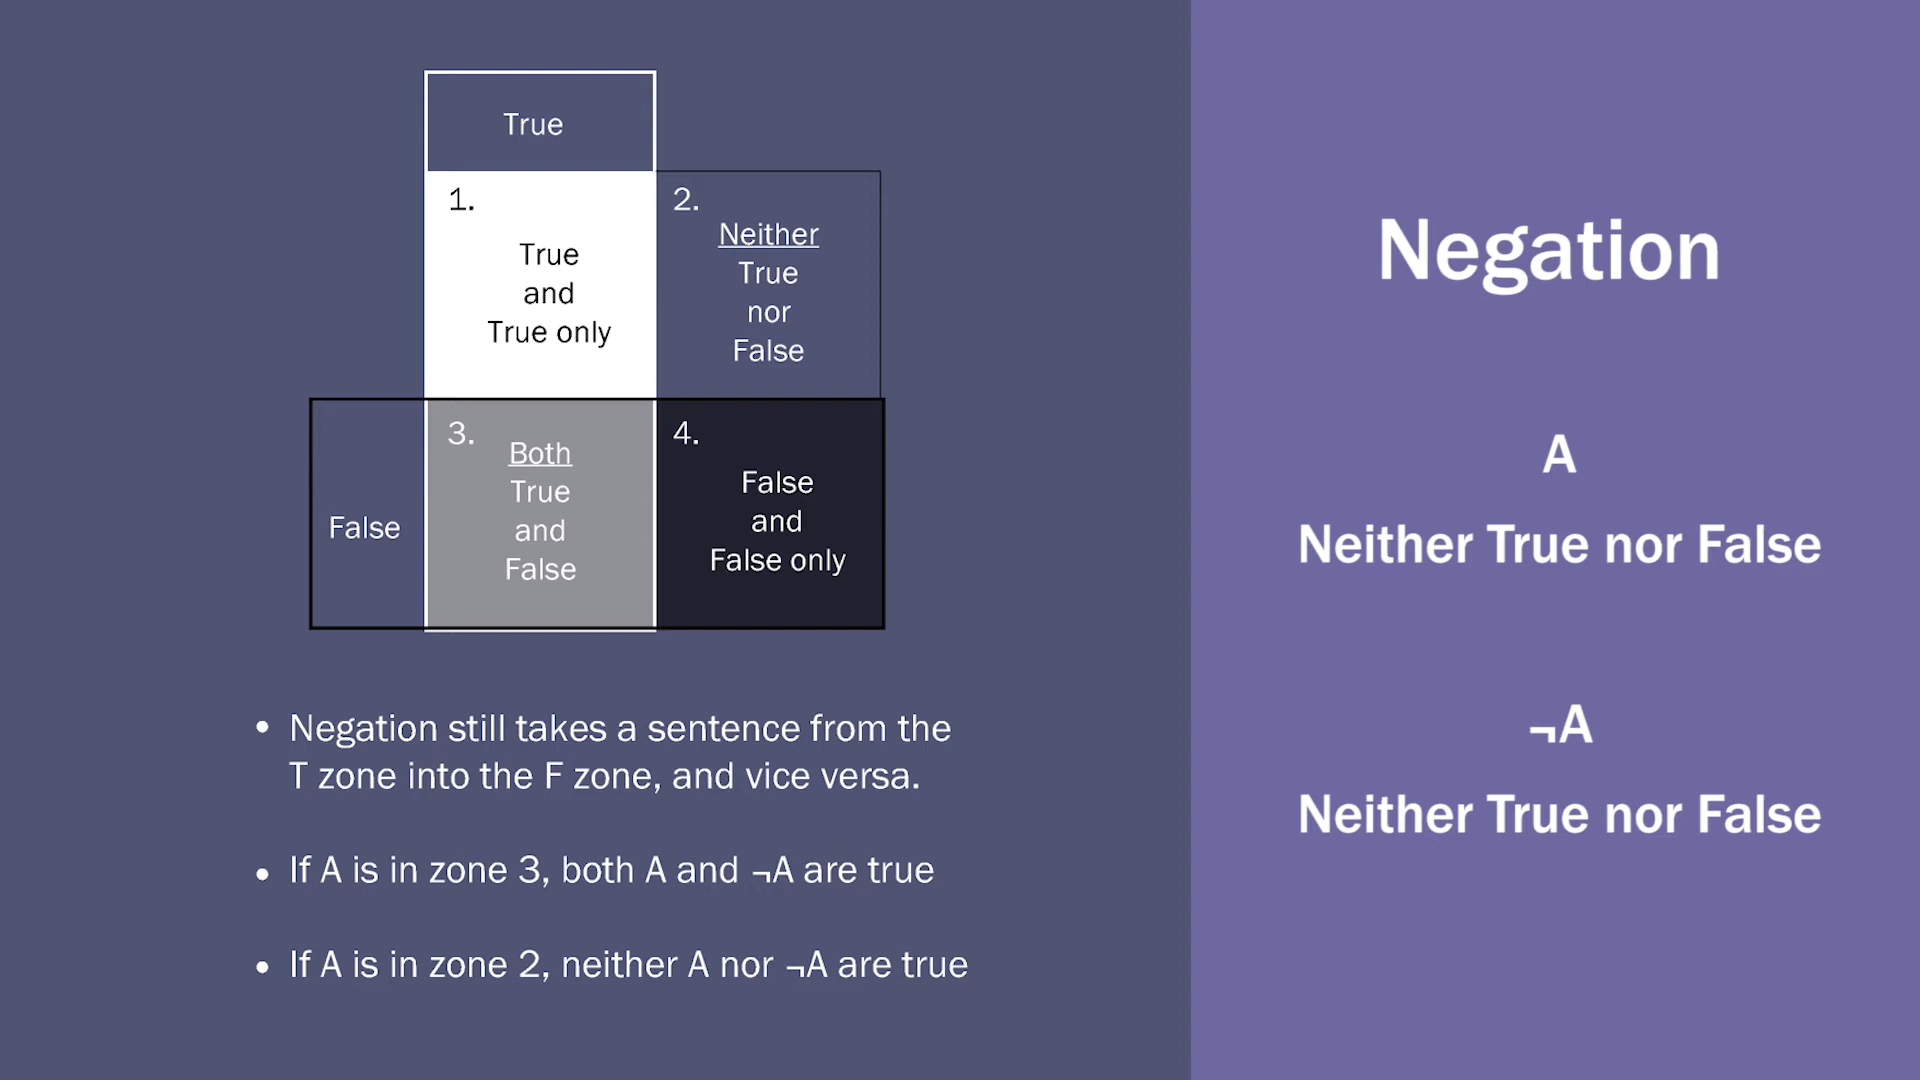 True
1.
True
and
True only
2.
Neither
True
nor
False
False
3.
Both
True
and
False
4.
False
and
False only
• Negation still takes a sentence from the
T zone into the F zone, and vice versa.
• If A is in zone 3, both A and ¬A are true
• If A is in zone 2, neither A nor ¬A are true
Negation
A
Neither True nor False
¬A
Neither True nor False